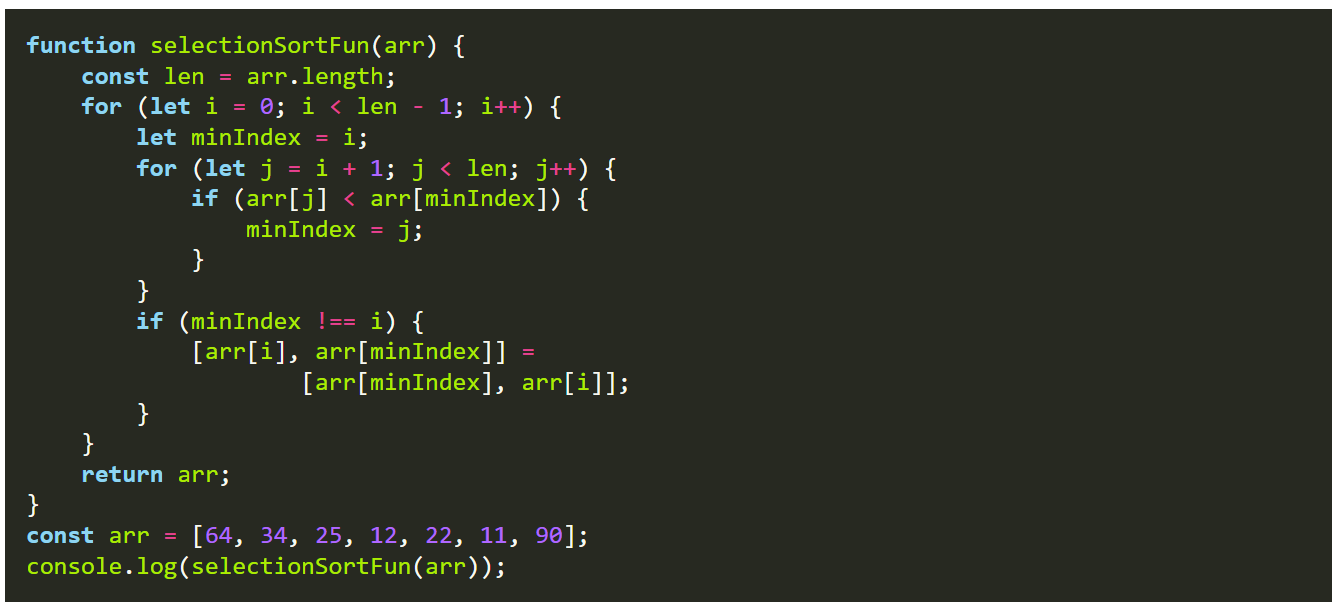 function selectionSortFun(arr) {
    const len = arr.length;
    for (let i = 0; i < len - 1; i++) {
        let minIndex = i;
        for (let j = i + 1; j < len; j++) {
            if (arr[j] < arr[minIndex]) {
                minIndex = j;
            }
        }
        if (minIndex !== i) {
            [arr[i], arr[minIndex]] =
                    [arr[minIndex], arr[i]];
        }
    }
    return arr;
}
const arr = [64, 34, 25, 12, 22, 11, 90];
console.log(selectionSortFun(arr));